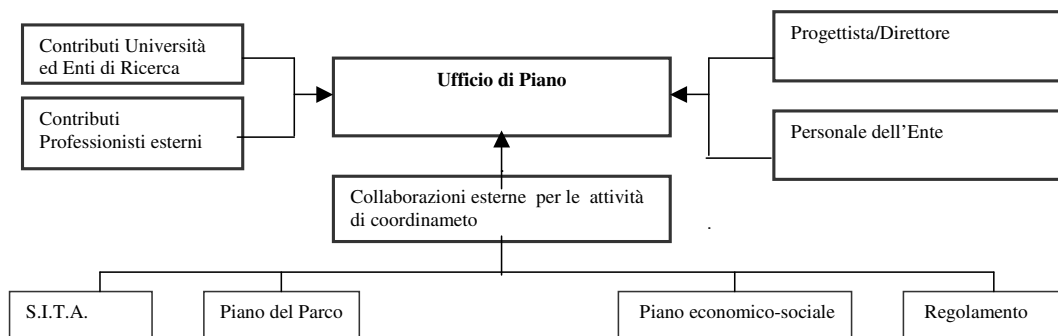 Contributi Università
ed Enti di Ricerca
Ufficio di Piano
Progettista/Direttore
Contributi
Professionisti esterni
Personale dell’Ente
Collaborazioni esterne per le attività
di coordinameto
S.I.T.A.
Piano del Parco
Piano economico-sociale
Regolamento